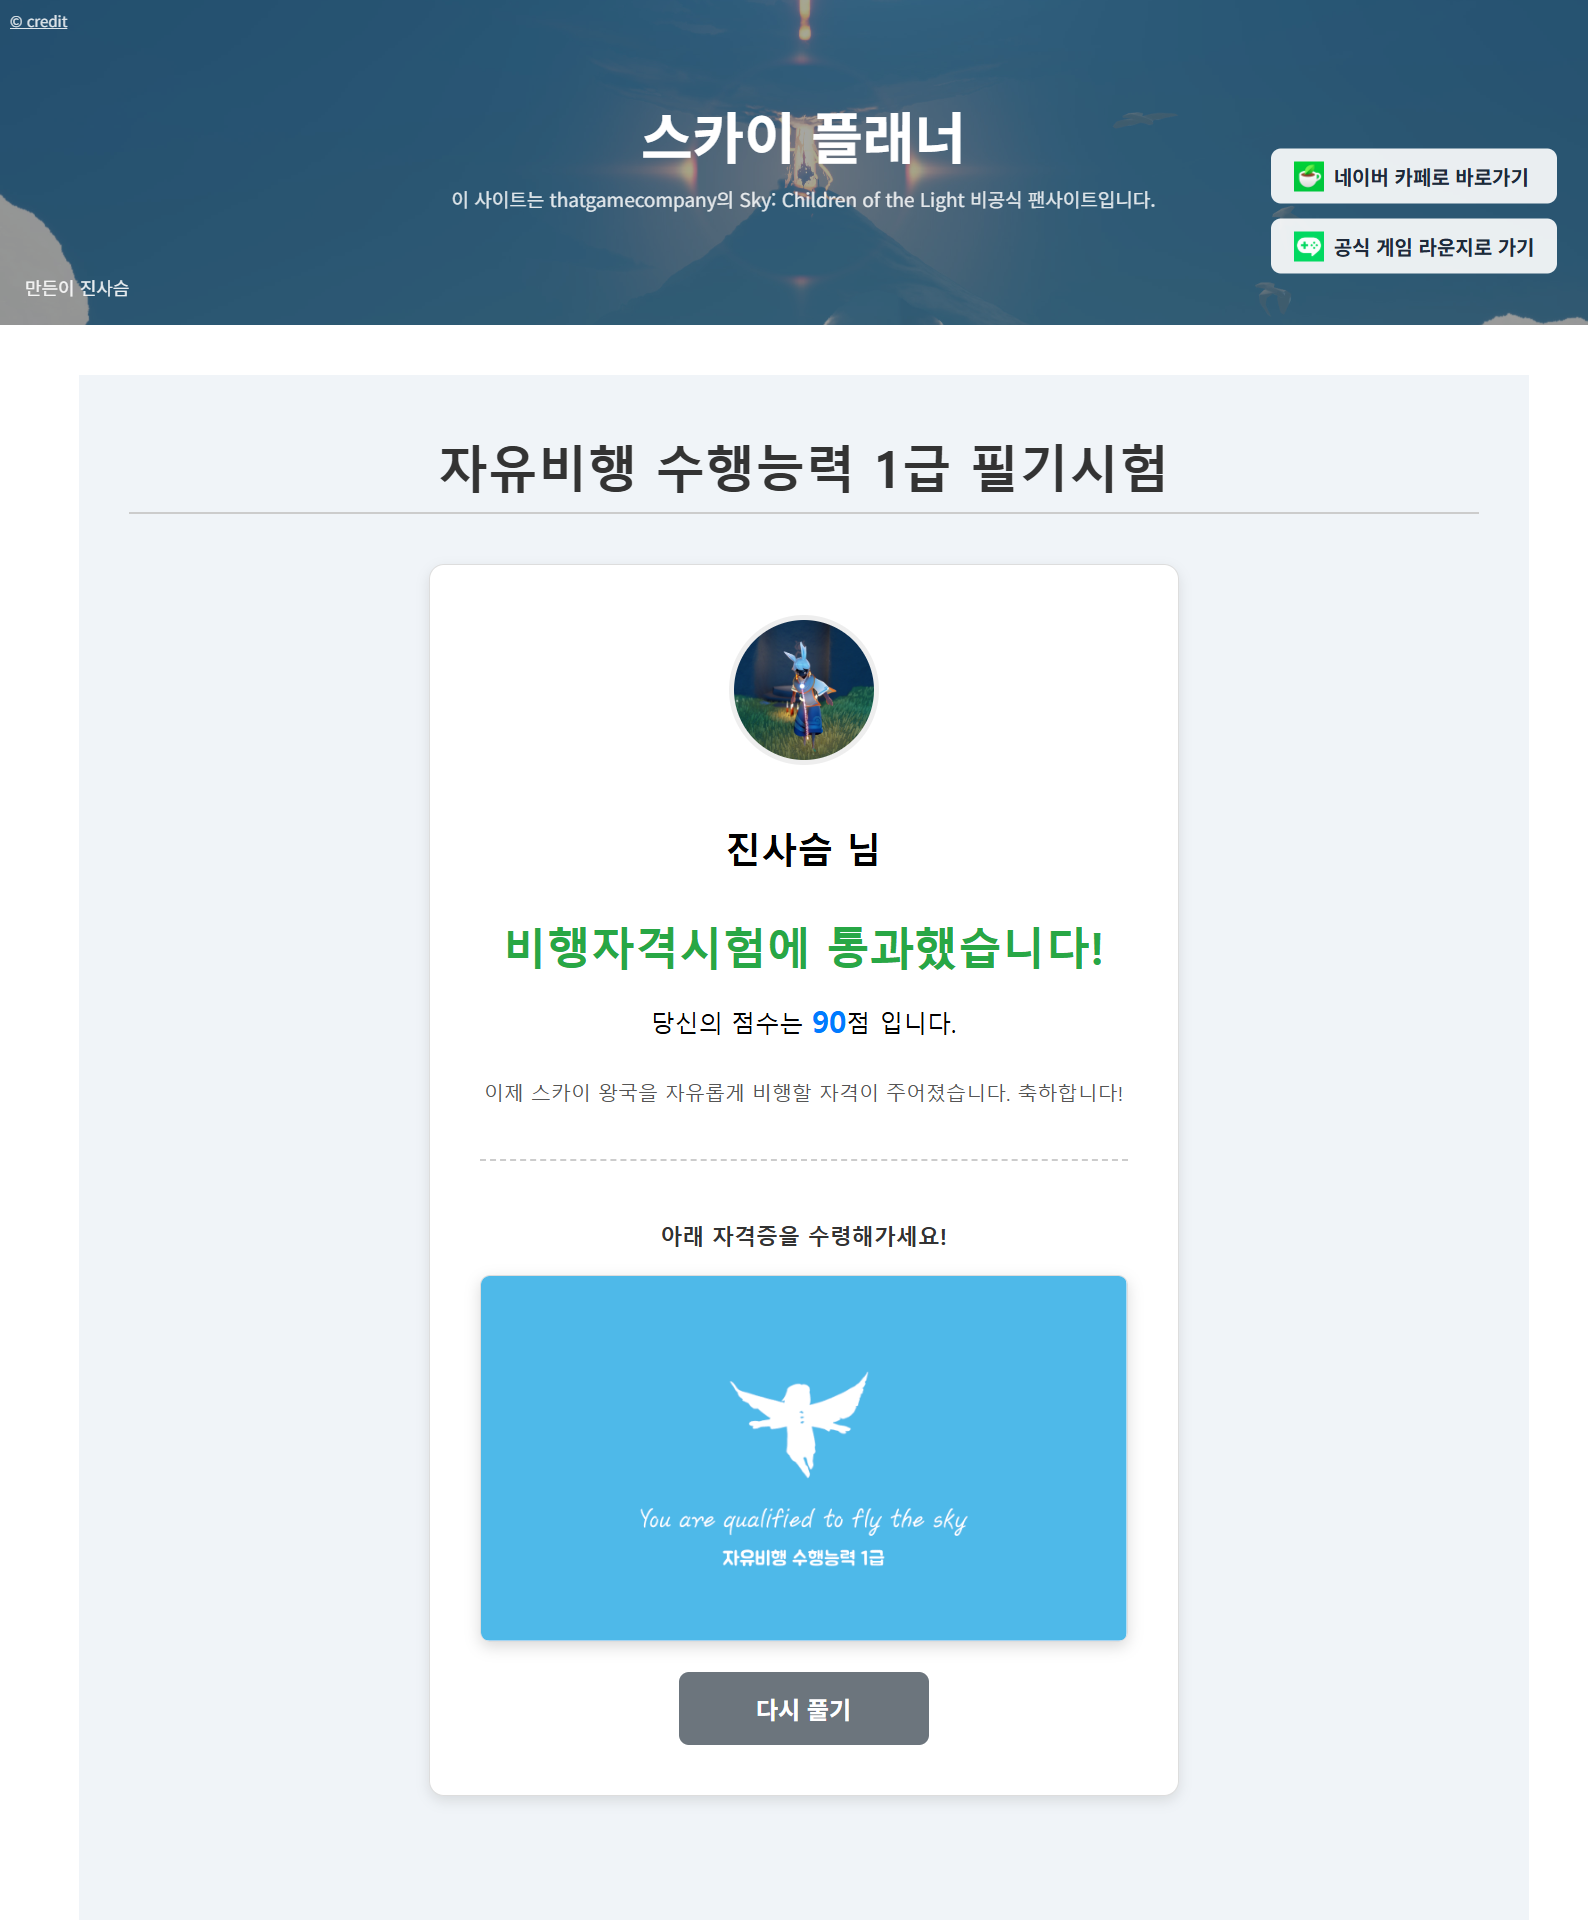 © credit
스카이 플래너
이 사이트는 thatgamecompany의 Sky: Children of the Light 비공식 팬사이트입니다.
네이버 카페로 바로가기
공식 게임 라운지로 가기
만든이 진사슴
자유비행 수행능력 1급 필기시험
진사슴 님
비행자격시험에 통과했습니다!
당신의 점수는 90점 입니다.
이제 스카이 왕국을 자유롭게 비행할 자격이 주어졌습니다. 축하합니다!
아래 자격증을 수령해가세요!
You are qualified to fly the sky
자유비행 수행능력 1급
다시 풀기